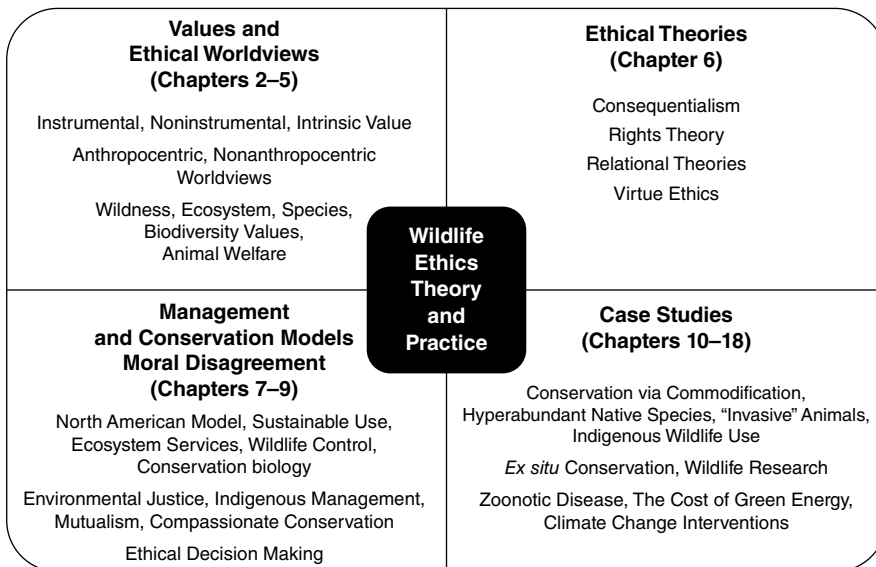 Values and
Ethical Worldviews
(Chapters 2–5)
Instrumental, Noninstrumental, Intrinsic Value
Anthropocentric, Nonanthropocentric
Worldviews
Wildness, Ecosystem, Species,
Biodiversity Values,
Animal Welfare
Ethical Theories
(Chapter 6)
Consequentialism
Rights Theory
Relational Theories
Virtue Ethics
Wildlife
Ethics
Theory
and
Practice
Management
and Conservation Models
Moral Disagreement
(Chapters 7–9)
North American Model, Sustainable Use,
Ecosystem Services, Wildlife Control,
Conservation biology
Environmental Justice, Indigenous Management,
Mutualism, Compassionate Conservation
Ethical Decision Making
Case Studies
(Chapters 10–18)
Conservation via Commodification,
Hyperabundant Native Species, “Invasive” Animals,
Indigenous Wildlife Use
Ex situ Conservation, Wildlife Research
Zoonotic Disease, The Cost of Green Energy,
Climate Change Interventions